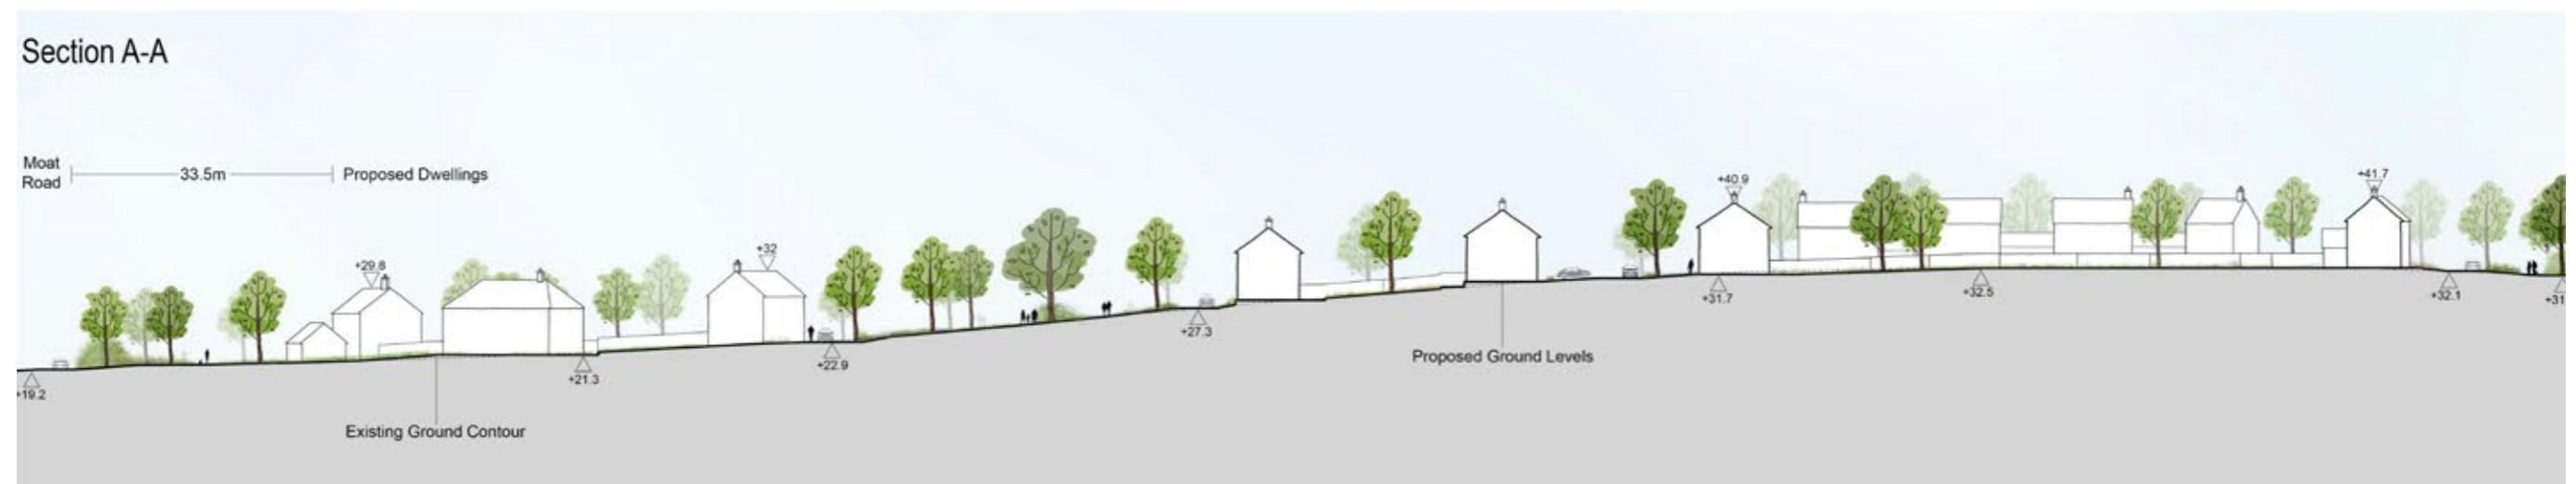 Section A-A
Moat
Road
33.5m
Proposed Dwellings
+29.8
+32
+40.9
+41.7
+19.2
+21.3
+22.9
+27.3
+31.7
+32.5
+32.1
+31
Proposed Ground Levels
Existing Ground Contour